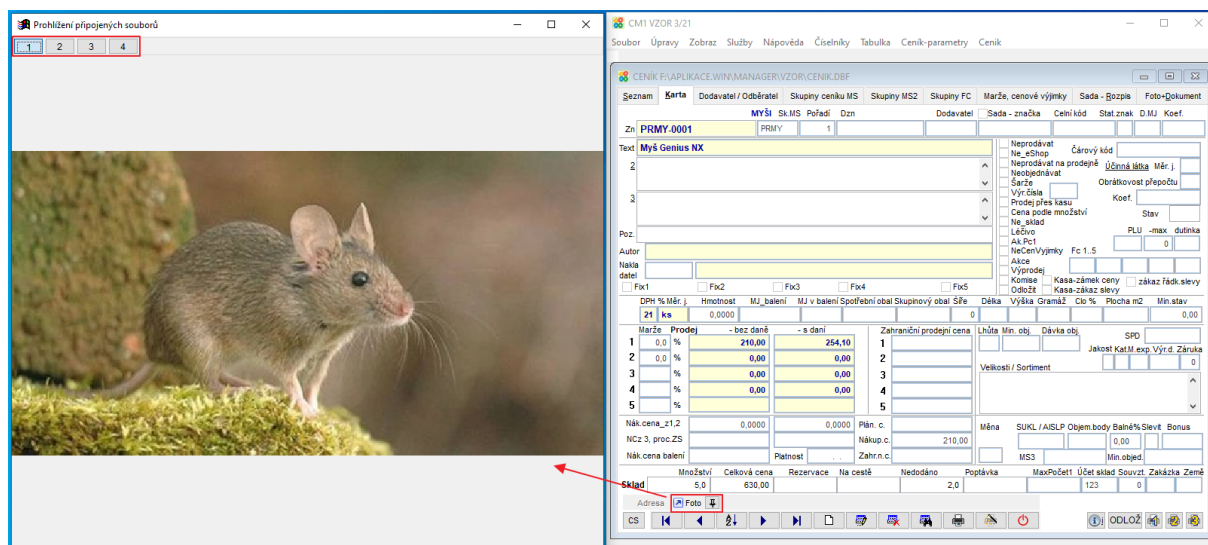 Prohlížení připojených souborů
1 2 3 4
CM1 VZOR 3/21
Soubor Úpravy Zobraz Služby Nápověda Číselníky Tabulka Ceník-parametry Cenik
CENÍK F:\APLIKACE.WIN\MANAGER\VZOR\CENIK.DBF
Seznam Karta Dodavatel / Odběratel Skupiny ceníku MS Skupiny MS2 Skupiny FC Marže, cenové výjimky Sada - Rozpis Foto+Dokument
MYŠI Sk.MS Pořadí Dzn Dodavatel Sada - značka Celní kód Stat.znak D.MJ Koef.
Zn PRMY-0001 PRMY 1
Text Myš Genius NX
2
3
Poz.
Autor
Nakla
datel
Neprodávat
Ne_eShop Čárový kód
Neprodávat na prodejně Účinná látka Měr. j.
Neobjednávat
Šarže Obrátkovost přepočtu
Výr.čísla
Prodej přes kasu Koef.
Cena podle množství Stav
Ne_sklad
Léčivo PLU -max dutinka
Ak.Pc1 0
NeCenVyjimky Fc 1..5
Akce
Výprodej
Komise Kasa-zámek ceny zákaz řádk.slevy
Odložit Kasa-zákaz slevy
Fix1 Fix2 Fix3 Fix4 Fix5
DPH % Měr. j. Hmotnost MJ_balení MJ v balení Spotřební obal Skupinový obal Šíře Délka Výška Gramáž Clo % Plocha m2 Min.stav
21 ks 0,0000 0 0,00
Marže Prodej - bez daně - s daní Zahraniční prodejní cena Lhůta Min. obj. Dávka obj. SPD
1 0,0 % 210,00 254,10 1
Jakost Kat.M.exp. Výr.d. Záruka
2 0,0 % 0,00 0,00 2 0
3 % 0,00 0,00 3 Velikosti / Sortiment
4 % 0,00 0,00 4
5 % 5
Nák.cena_z1,2 0,0000 0,0000 Plán. c. Měna SUKL / AISLP Objem.body Balné% Slevit Bonus
NCz 3, proc.ZS Nákup.c. 210,00 0,00
Nák.cena balení Platnost . . Zahr.n.c. MS3 Min.objed.
Množství Celková cena Rezervace Na cestě Nedodáno Poptávka MaxPočet1 Účet sklad Souvzt. Zakázka Země
Sklad 5,0 630,00 2,0 123 0
Adresa Foto
CS ODLOŽ